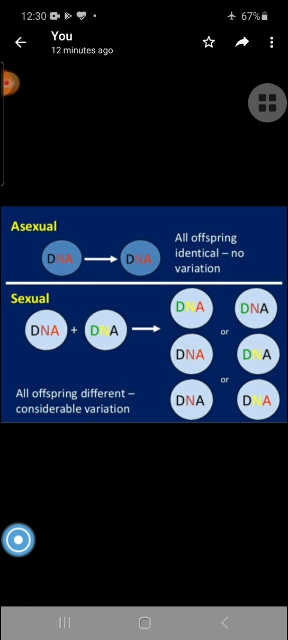 12:30
67%
You
12 minutes ago
Asexual
DNA
DNA
All offspring
identical – no
variation
Sexual
DNA + DNA
DNA
DNA
or
DNA
DNA
or
DNA
DNA
All offspring different –
considerable variation